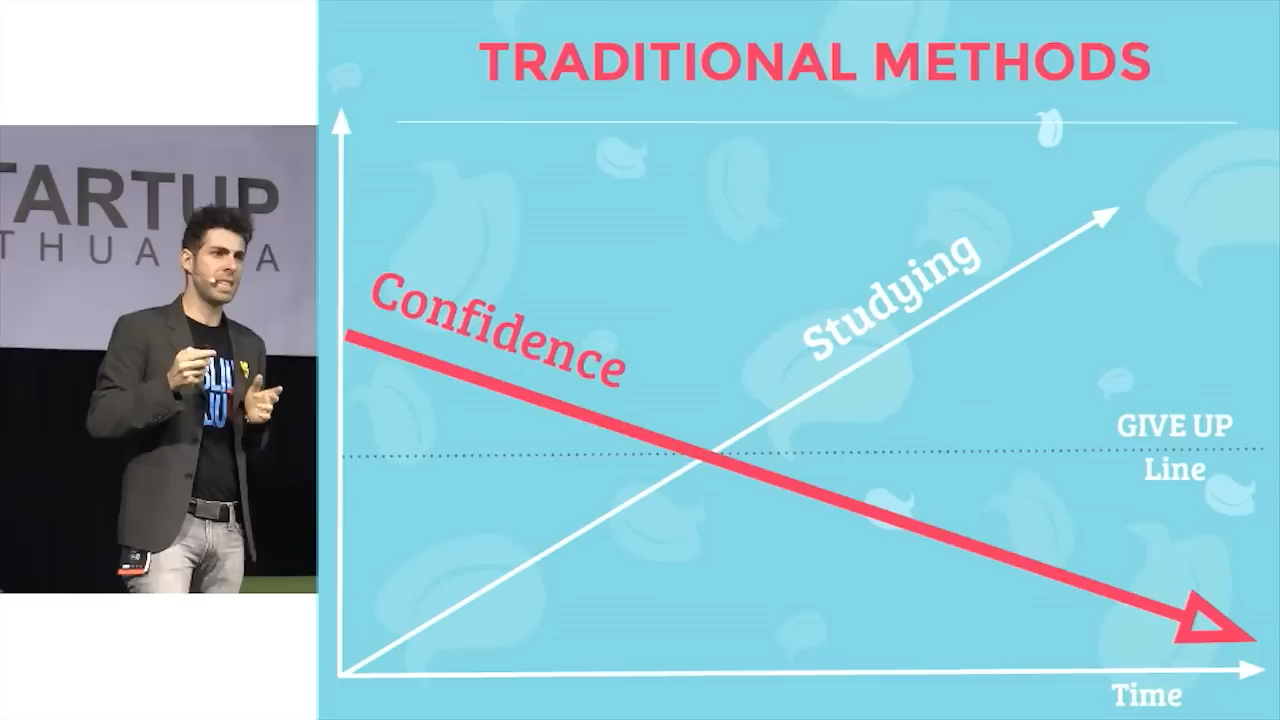 TRADITIONAL METHODS
TARTUP
THUA A
Confidence
Studying
GIVE UP
Line
Time